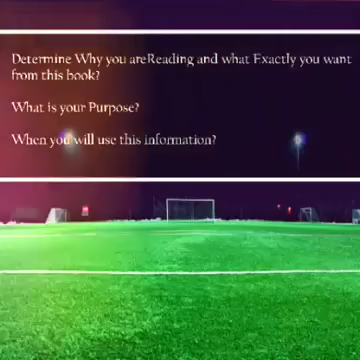 Determine Why you areReading and what Exactly you want
from this book?
What is your Purpose?
When you will use this information?